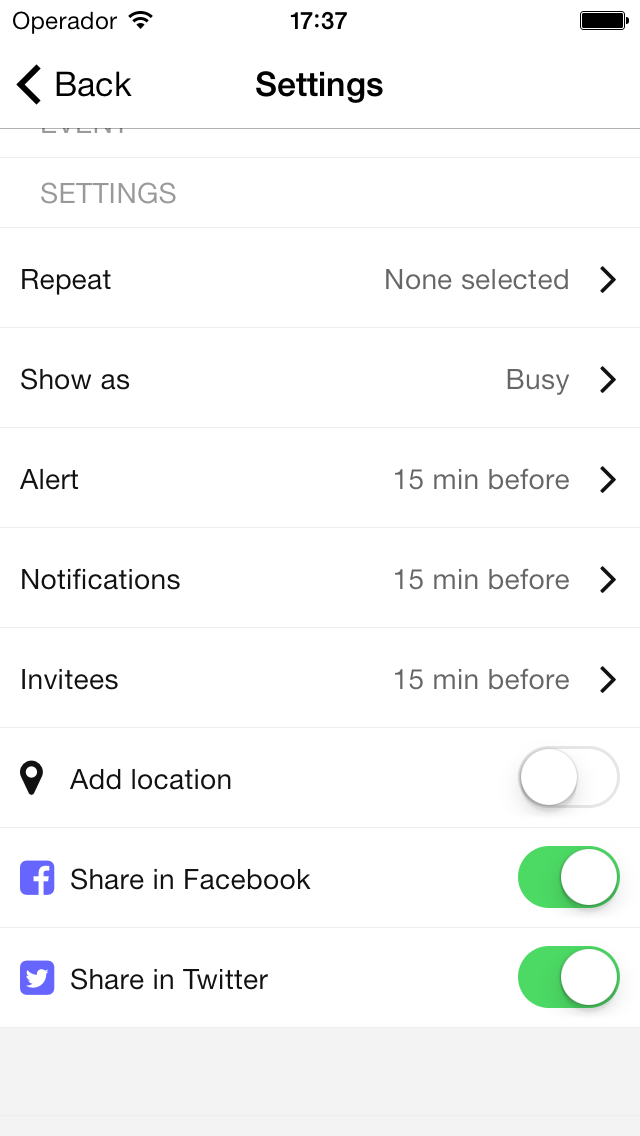 Operador 17:37
Back Settings
EVENT
SETTINGS
Repeat None selected
Show as Busy
Alert 15 min before
Notifications 15 min before
Invitees 15 min before
Add location
Share in Facebook
Share in Twitter